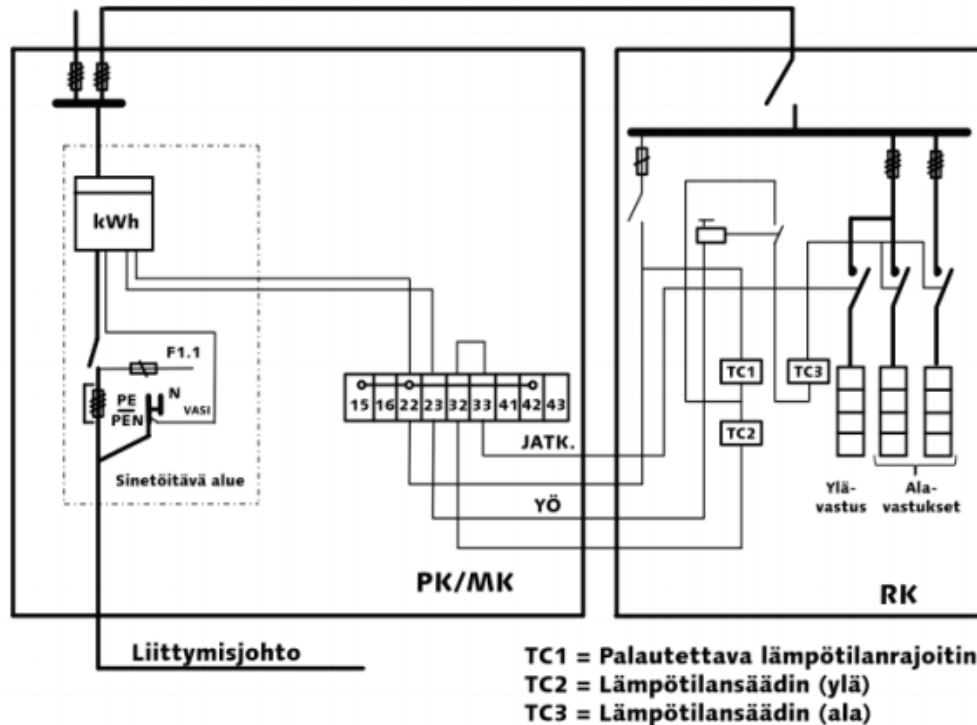 kWh
F1.1
PE
PEN
N
VASI
Sinetöitävä alue
15 16 22 23 32 33 41 42 43
JATK.
YÖ
PK/MK
TC1
TC3
TC2
Ylä-
vastus
Ala-
vastukset
RK
Liittymisjohto
TC1 = Palautettava lämpötilanrajoitin
TC2 = Lämpötilansäädin (ylä)
TC3 = Lämpötilansäädin (ala)